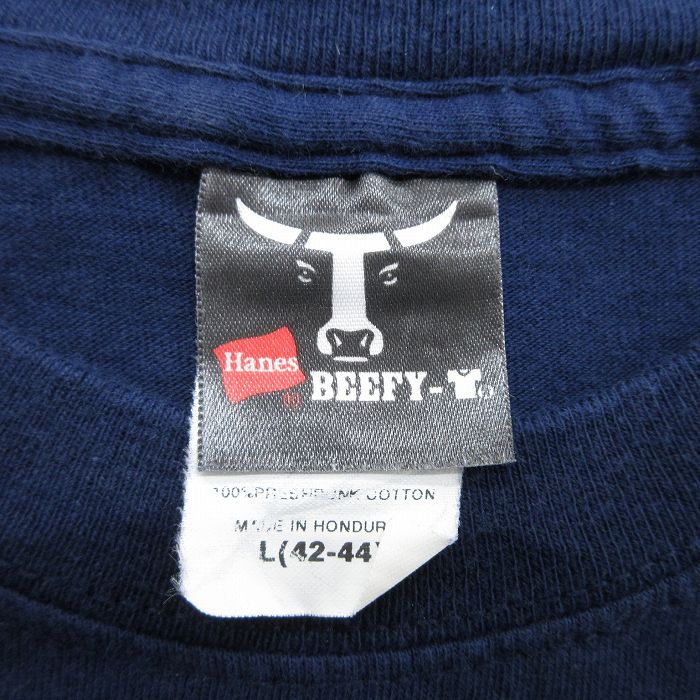 Hanes
BEEFY-
100% PRESHRUNK COTTON
MADE IN HONDUR
L(42-44)